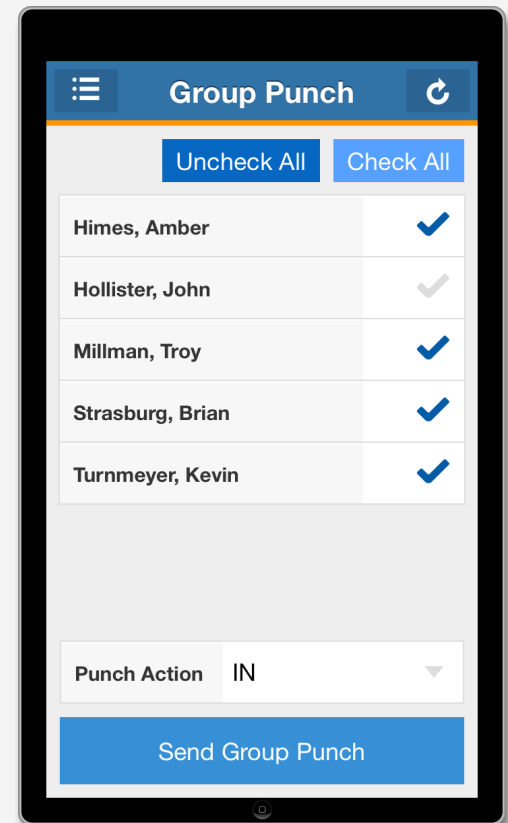 Group Punch
Uncheck All Check All
Himes, Amber
Hollister, John
Millman, Troy
Strasburg, Brian
Turnmeyer, Kevin
Punch Action IN
Send Group Punch